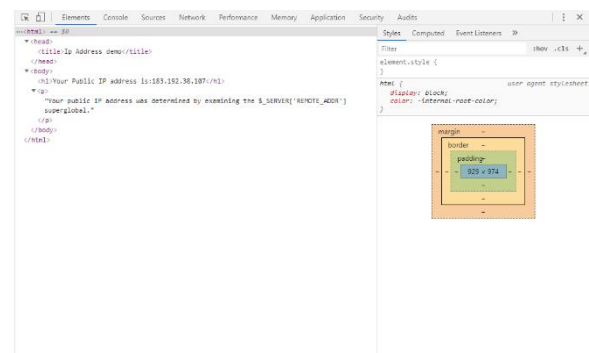 Elements Console Sources Network Performance Memory Application Security Audits
<html> == $0
<head>
<title>Ip Address demo</title>
</head>
<body>
<h1>Your Public IP address is:183.192.38.107</h1>
<p>
"Your public IP address was determined by examining the $_SERVER['REMOTE_ADDR']
superglobal."
</p>
</body>
</html>
Styles Computed Event Listeners
Filter :hov .cls +
element.style {
}
html { user agent stylesheet
display: block;
color: -internal-root-color;
}
margin -
border -
padding-
- - - 929 × 974 - - -
-
-
-